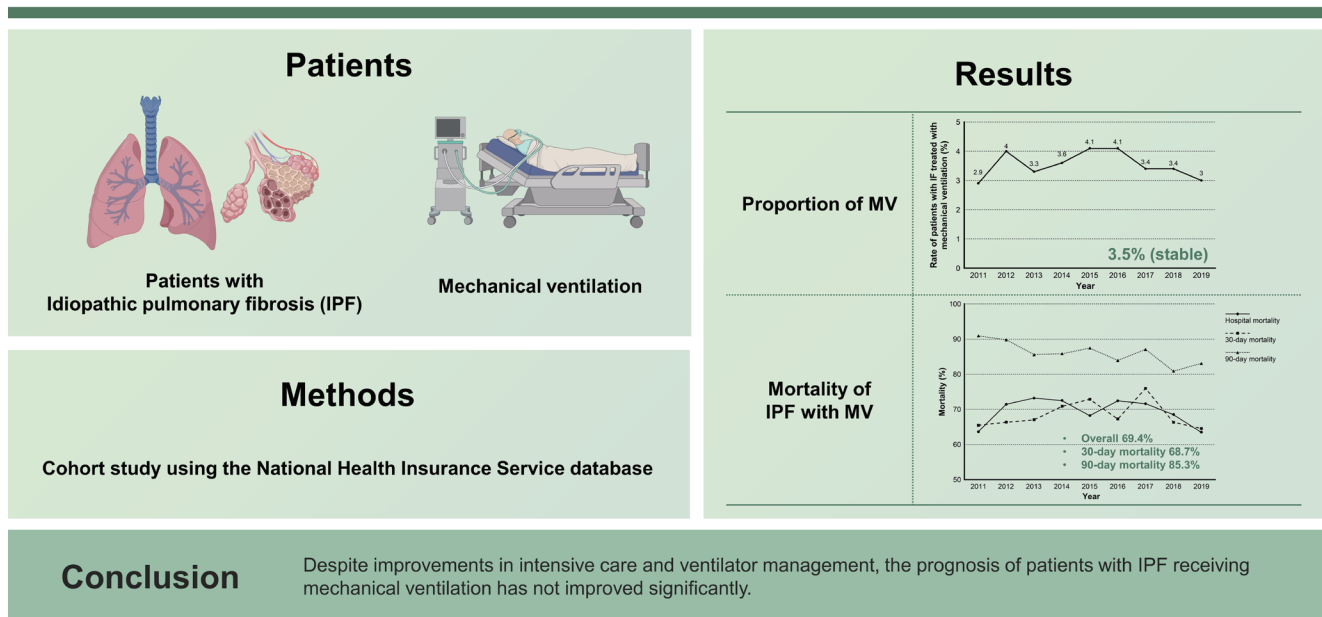 Patients
Patients with
Idiopathic pulmonary fibrosis (IPF)
Mechanical ventilation
Methods
Cohort study using the National Health Insurance Service database
Results
Proportion of MV
Rate of patients with IF treated with
mechanical ventilation (%)
5
4
3
2
1
0
2.9
4
3.3
3.6
4.1
4.1
3.4
3.4
3
3.5% (stable)
2011 2012 2013 2014 2015 2016 2017 2018 2019
Year
Mortality of
IPF with MV
Mortality (%)
100
90
80
70
60
50
Hospital mortality
30-day mortality
90-day mortality
• Overall 69.4%
• 30-day mortality 68.7%
• 90-day mortality 85.3%
2011 2012 2013 2014 2015 2016 2017 2018 2019
Year
Conclusion
Despite improvements in intensive care and ventilator management, the prognosis of patients with IPF receiving
mechanical ventilation has not improved significantly.